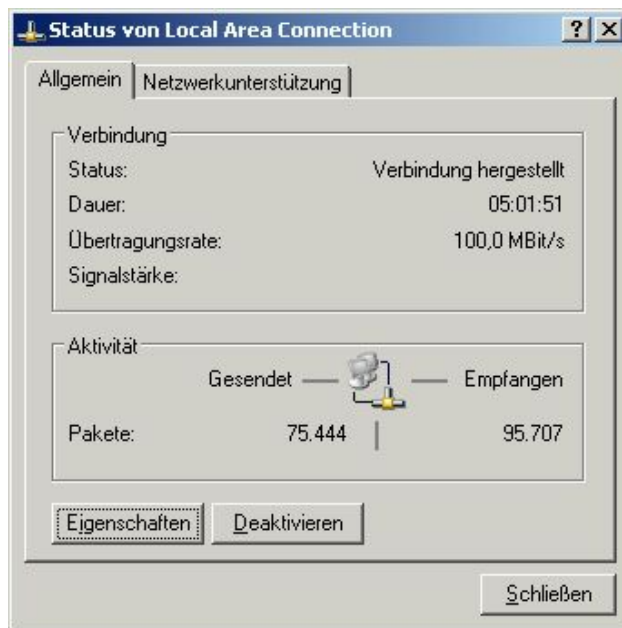 Status von Local Area Connection
Allgemein Netzwerkunterstützung
Verbindung
Status: Verbindung hergestellt
Dauer: 05:01:51
Übertragungsrate: 100,0 MBit/s
Signalstärke:
Aktivität
Gesendet Empfangen
Pakete: 75.444 95.707
Eigenschaften Deaktivieren
Schließen